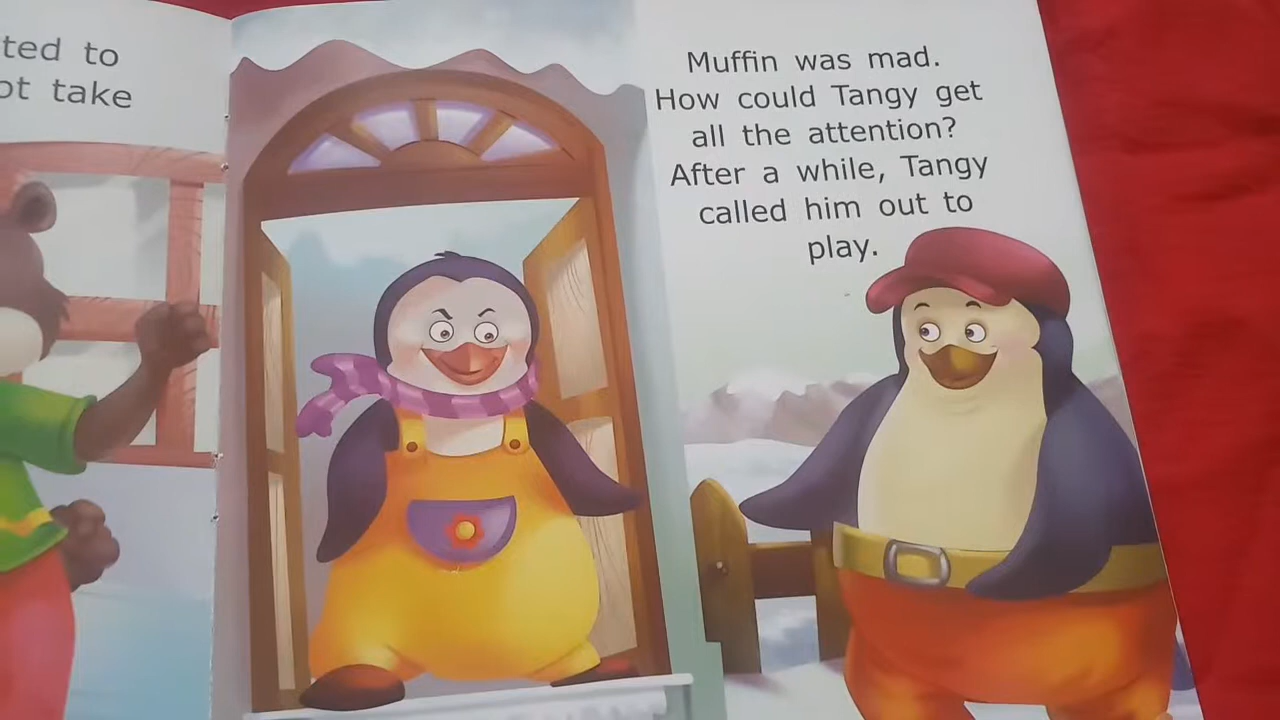 ted to
ot take
Muffin was mad.
How could Tangy get
all the attention?
After a while, Tangy
called him out to
play.